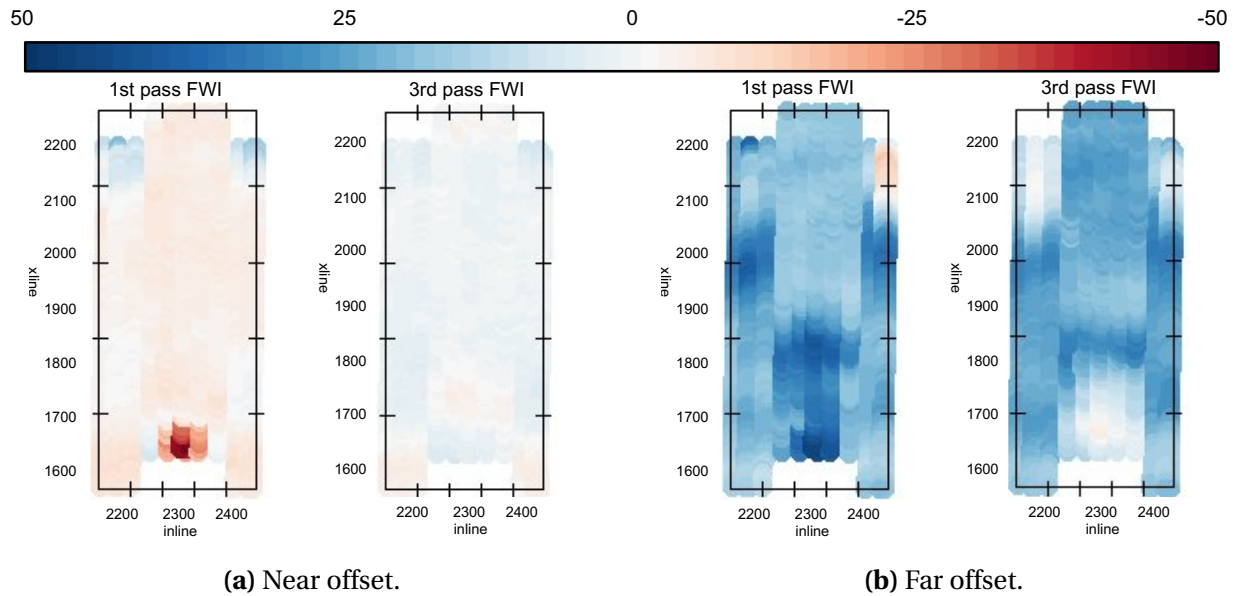 50 25 0 -25 -50
1st pass FWI 3rd pass FWI 1st pass FWI 3rd pass FWI
2200 2200 2200 2200
2100 2100 2100 2100
2000 2000 2000 2000
xline xline xline xline
1900 1900 1900 1900
1800 1800 1800 1800
1700 1700 1700 1700
1600 1600 1600 1600
2200 2300 2400 2200 2300 2400 2200 2300 2400 2200 2300 2400
inline inline inline inline
(a) Near offset. (b) Far offset.